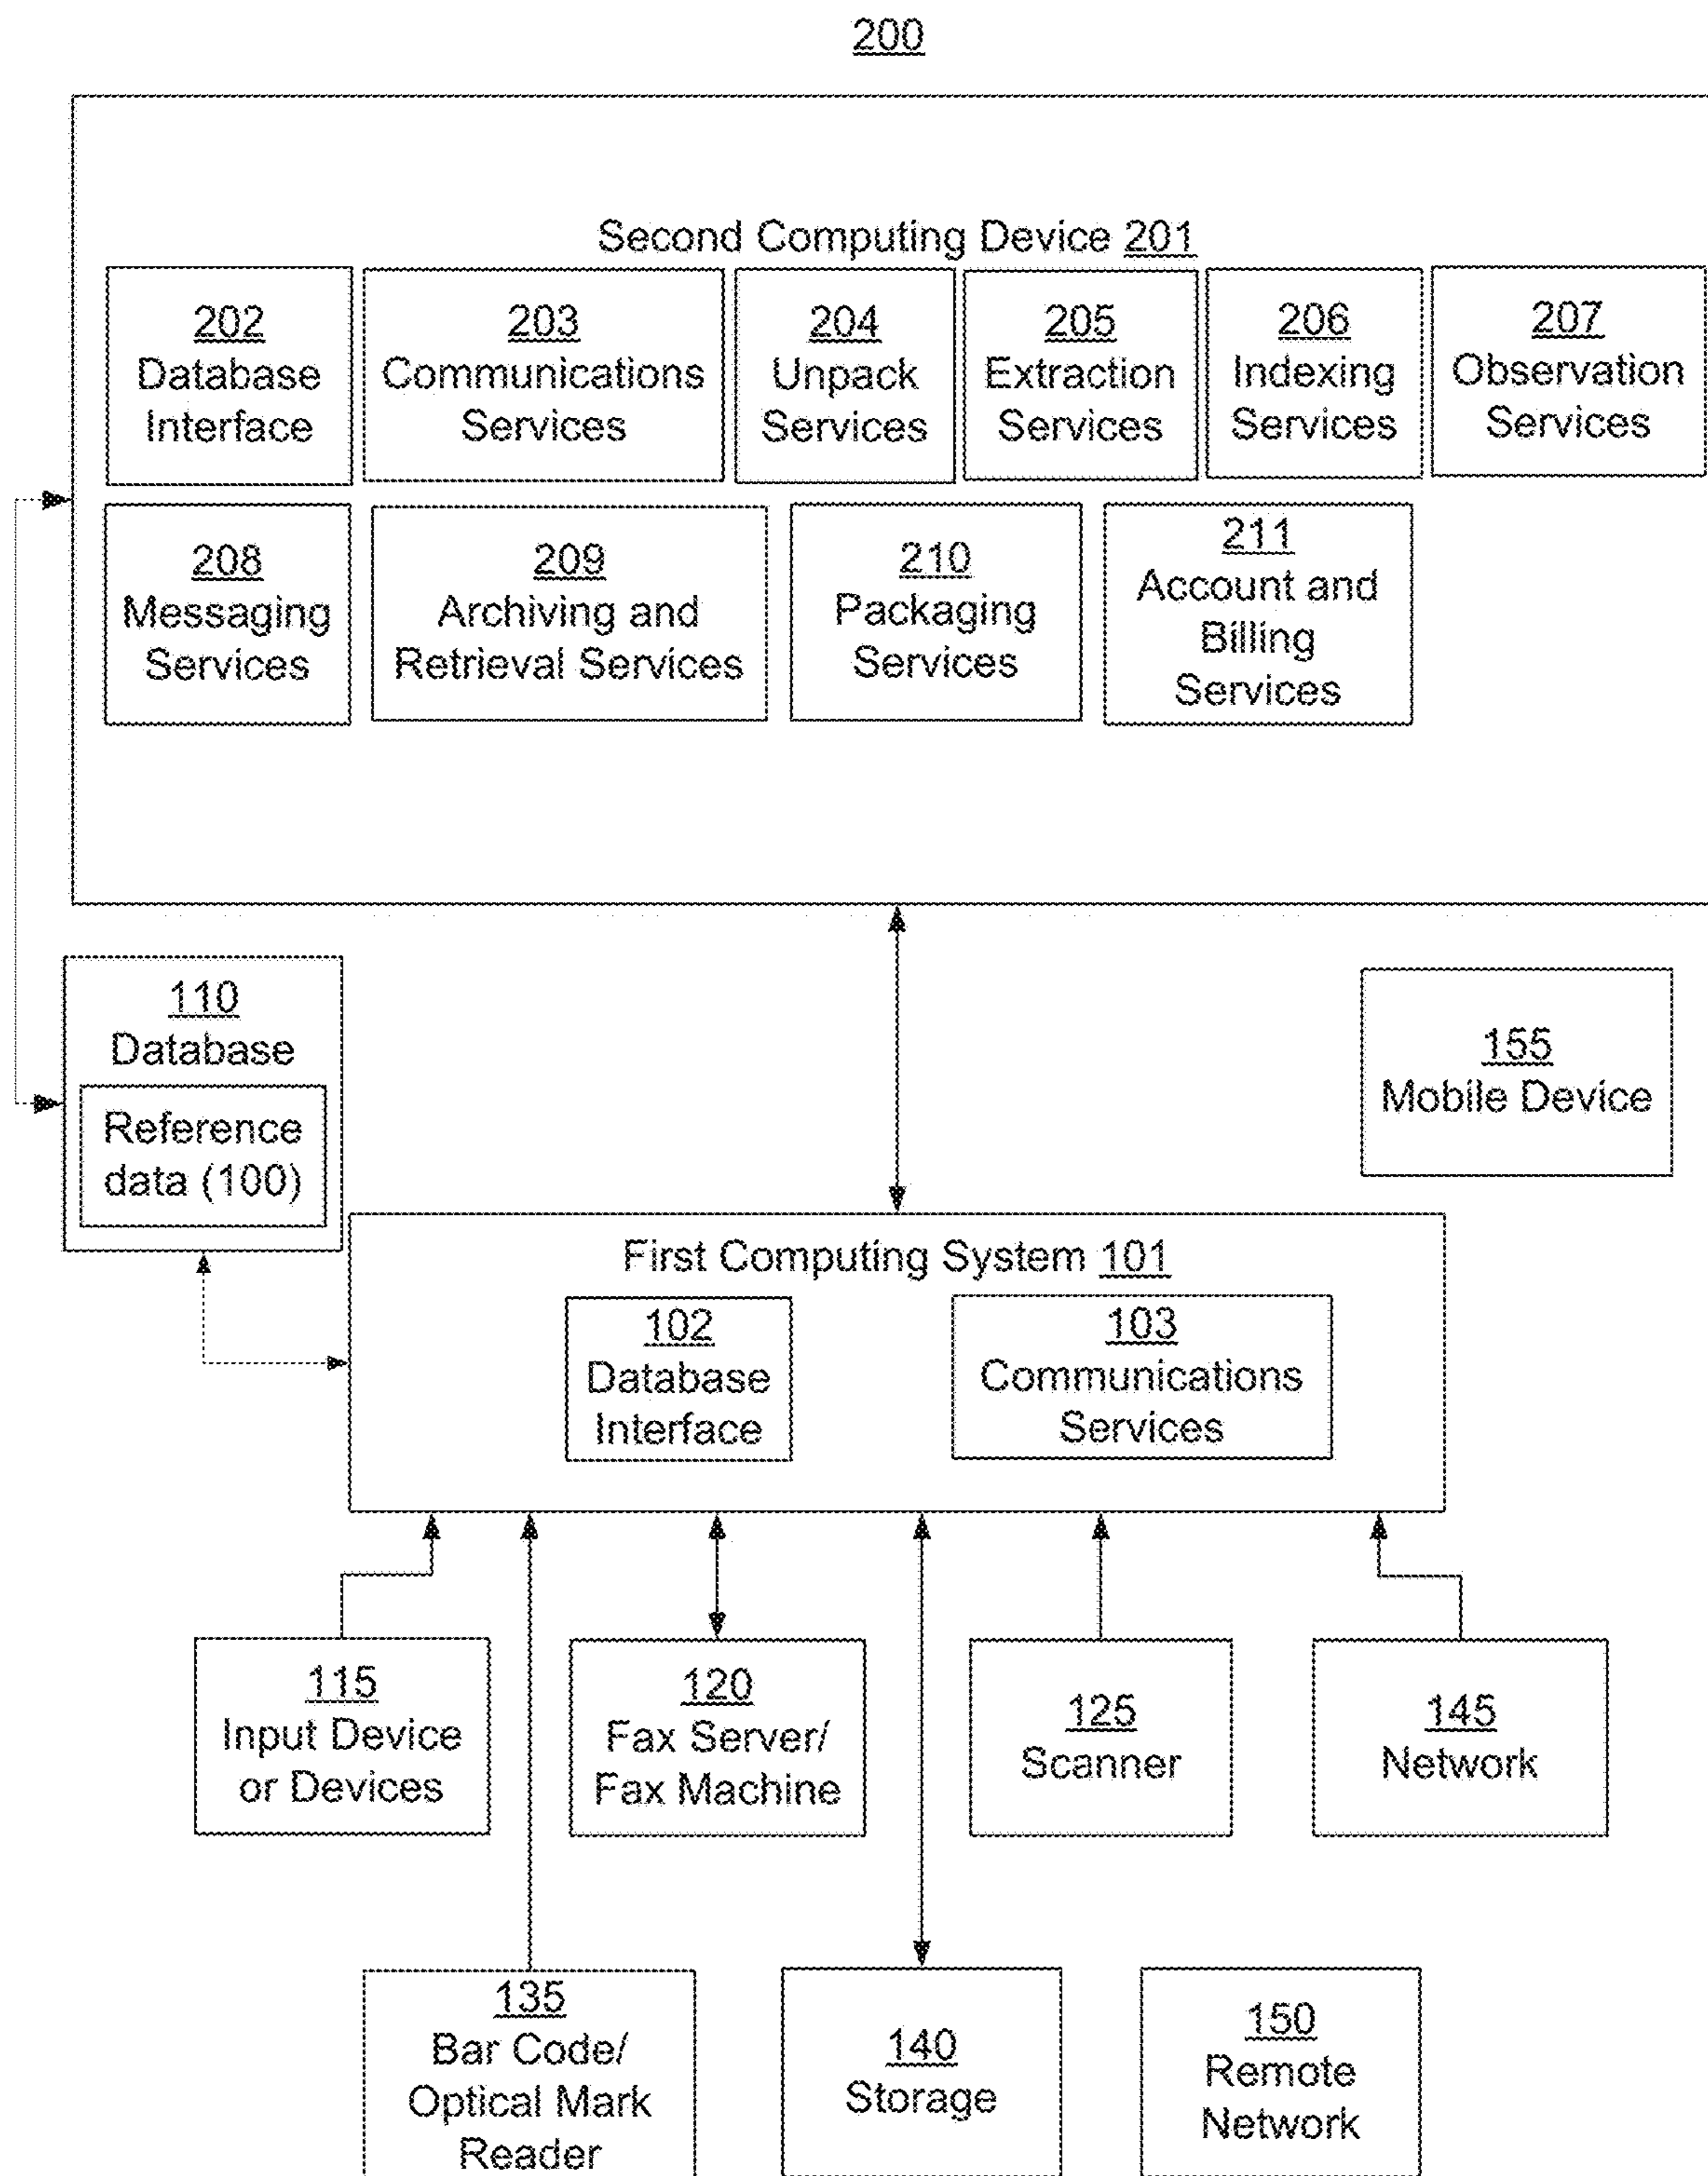 200
Second Computing Device 201
202
Database
Interface
203
Communications
Services
204
Unpack
Services
205
Extraction
Services
206
Indexing
Services
207
Observation
Services
208
Messaging
Services
209
Archiving and
Retrieval Services
210
Packaging
Services
211
Account and
Billing
Services
110
Database
Reference
data (100)
155
Mobile Device
First Computing System 101
102
Database
Interface
103
Communications
Services
115
Input Device
or Devices
120
Fax Server/
Fax Machine
125
Scanner
145
Network
135
Bar Code/
Optical Mark
Reader
140
Storage
150
Remote
Network